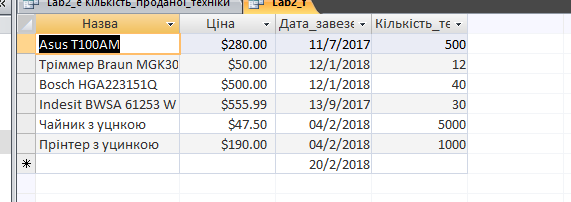 Lab2_e Кількість_проданої_техніки Lab2_f
Назва Ціна Дата_завезе Кількість_те
Asus T100AM $280.00 11/7/2017 500
Тріммер Braun MGK30 $50.00 12/1/2018 12
Bosch HGA223151Q $500.00 12/1/2018 40
Indesit BWSA 61253 W $555.99 13/9/2017 30
Чайник з уцнкою $47.50 04/2/2018 5000
Прінтер з уцинкою $190.00 04/2/2018 1000
20/2/2018